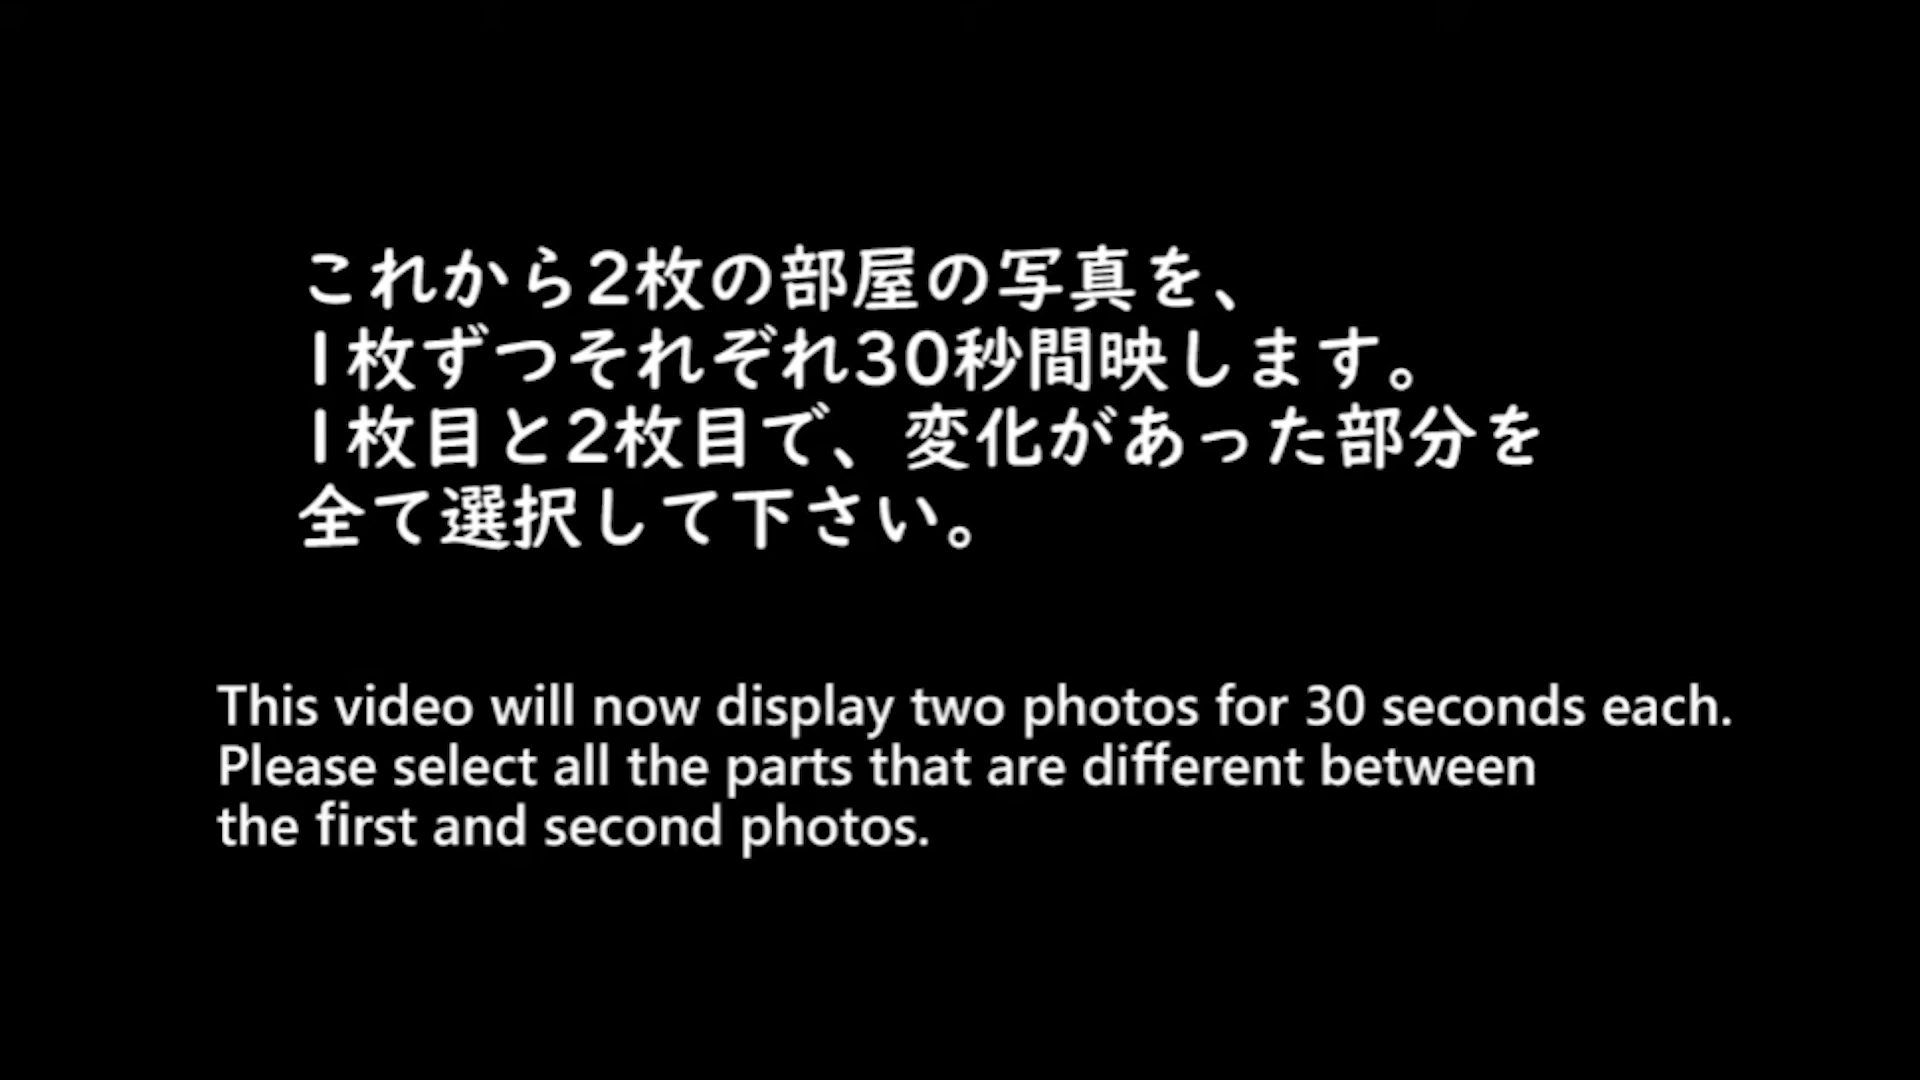 これから2枚の部屋の写真を、
1枚ずつそれぞれ30秒間映します。
1枚目と2枚目で、変化があった部分を
全て選択して下さい。
This video will now display two photos for 30 seconds each.
Please select all the parts that are different between
the first and second photos.